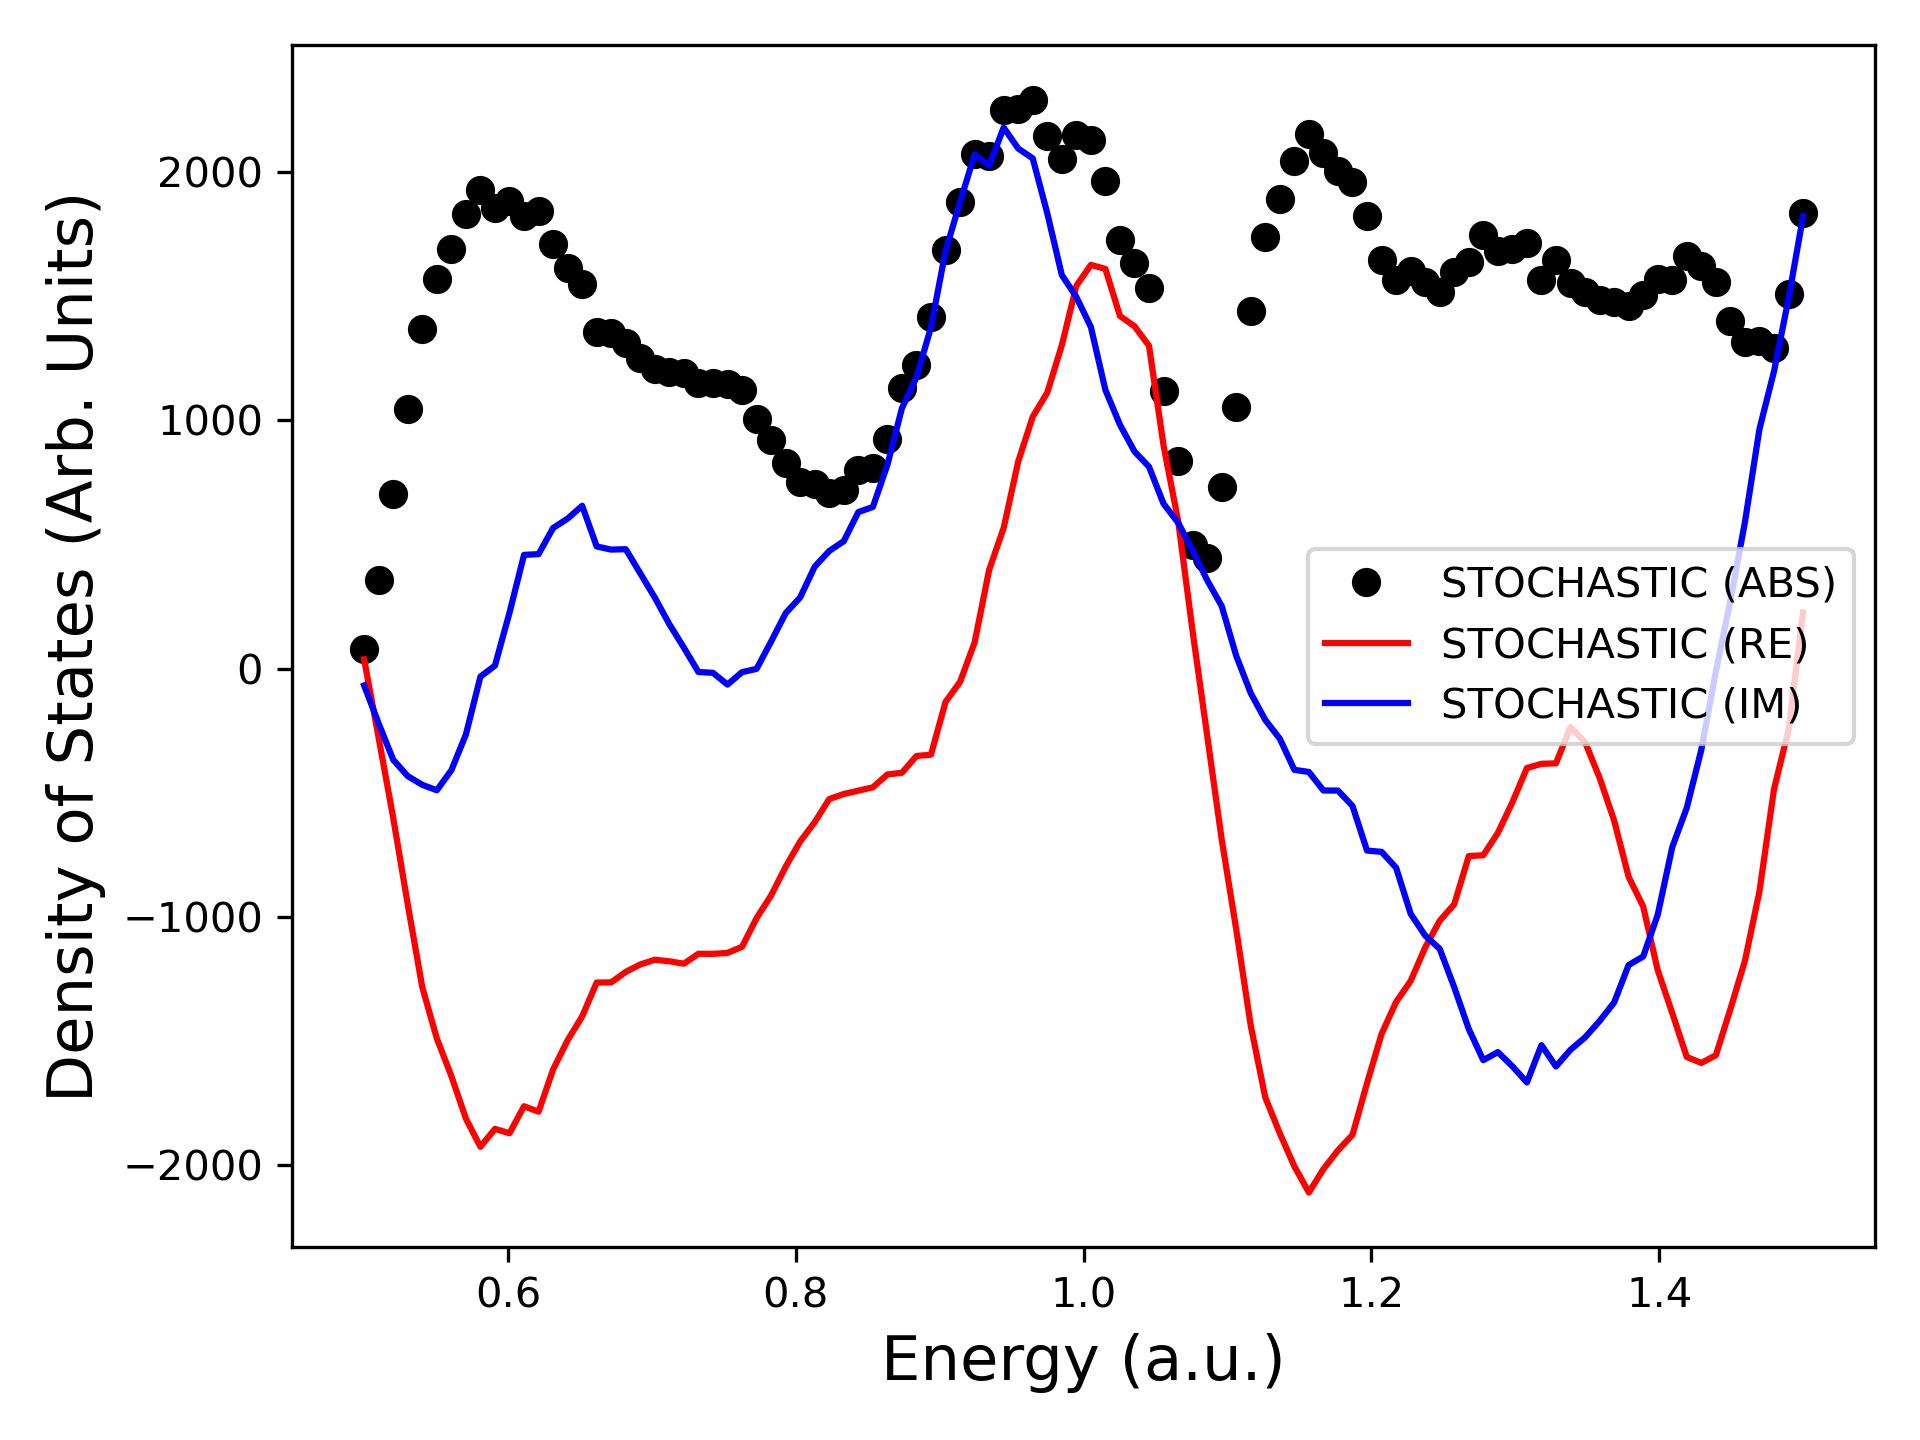 Density of States (Arb. Units)
2000
1000
0
−1000
−2000
STOCHASTIC (ABS)
STOCHASTIC (RE)
STOCHASTIC (IM)
0.6 0.8 1.0 1.2 1.4
Energy (a.u.)